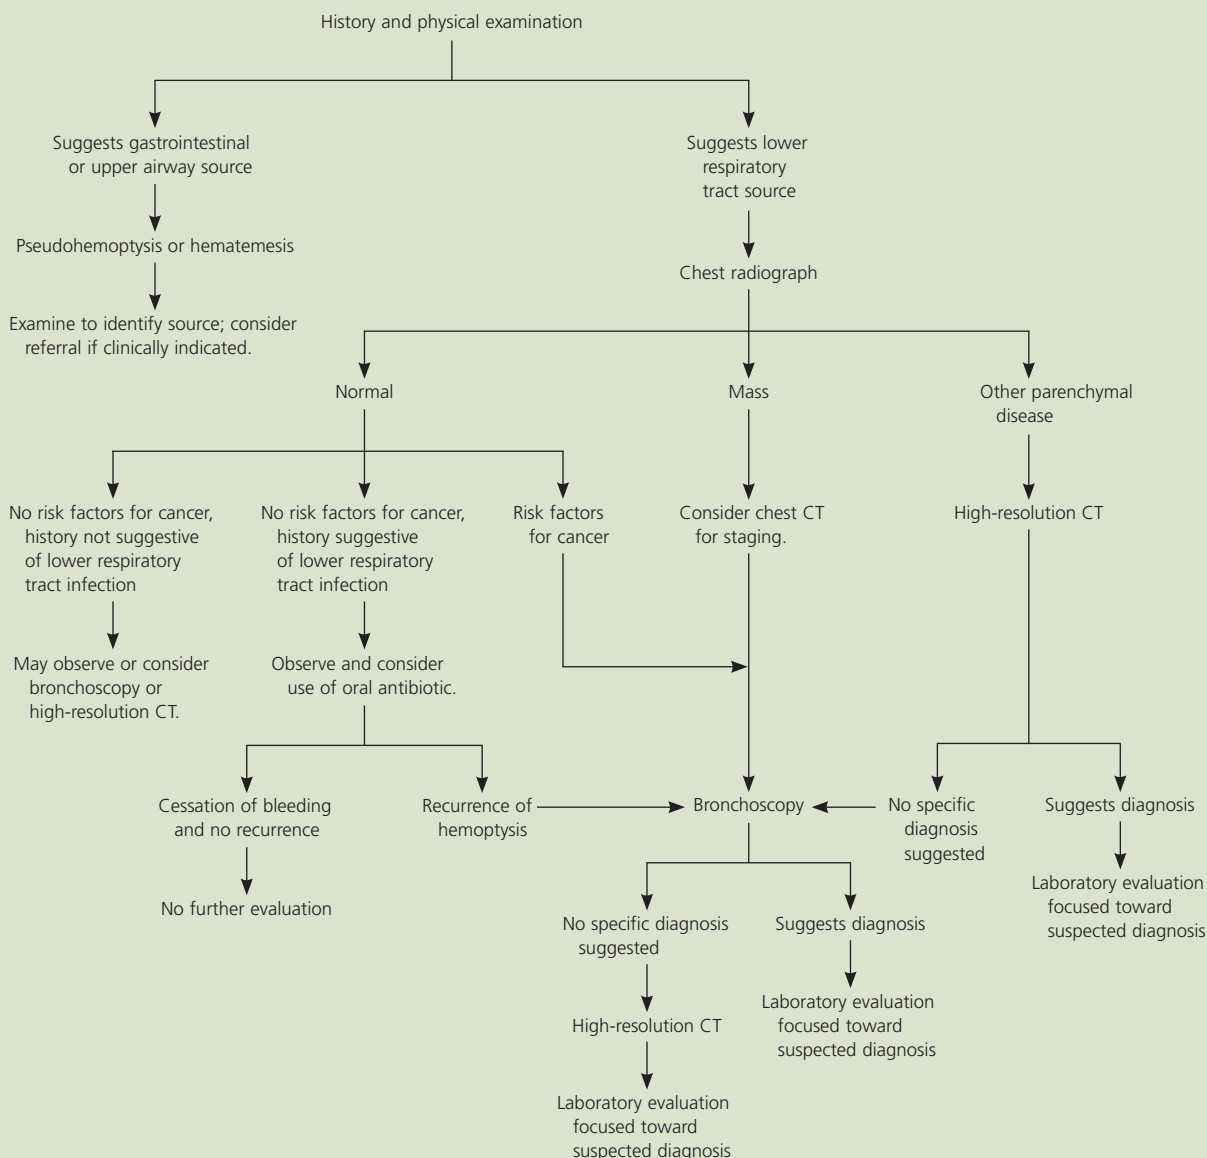 History and physical examination
Suggests gastrointestinal
or upper airway source
Suggests lower
respiratory
tract source
Pseudohemoptysis or hematemesis
Chest radiograph
Examine to identify source; consider
referral if clinically indicated.
Normal
Mass
Other parenchymal
disease
No risk factors for cancer,
history not suggestive
of lower respiratory
tract infection
No risk factors for cancer,
history suggestive
of lower respiratory
tract infection
Risk factors
for cancer
Consider chest CT
for staging.
High-resolution CT
May observe or consider
bronchoscopy or
high-resolution CT.
Observe and consider
use of oral antibiotic.
Cessation of bleeding
and no recurrence
Recurrence of
hemoptysis
Bronchoscopy
No specific
diagnosis
suggested
Suggests diagnosis
No further evaluation
Laboratory evaluation
focused toward
suspected diagnosis
No specific diagnosis
suggested
Suggests diagnosis
High-resolution CT
Laboratory evaluation
focused toward
suspected diagnosis
Laboratory evaluation
focused toward
suspected diagnosis